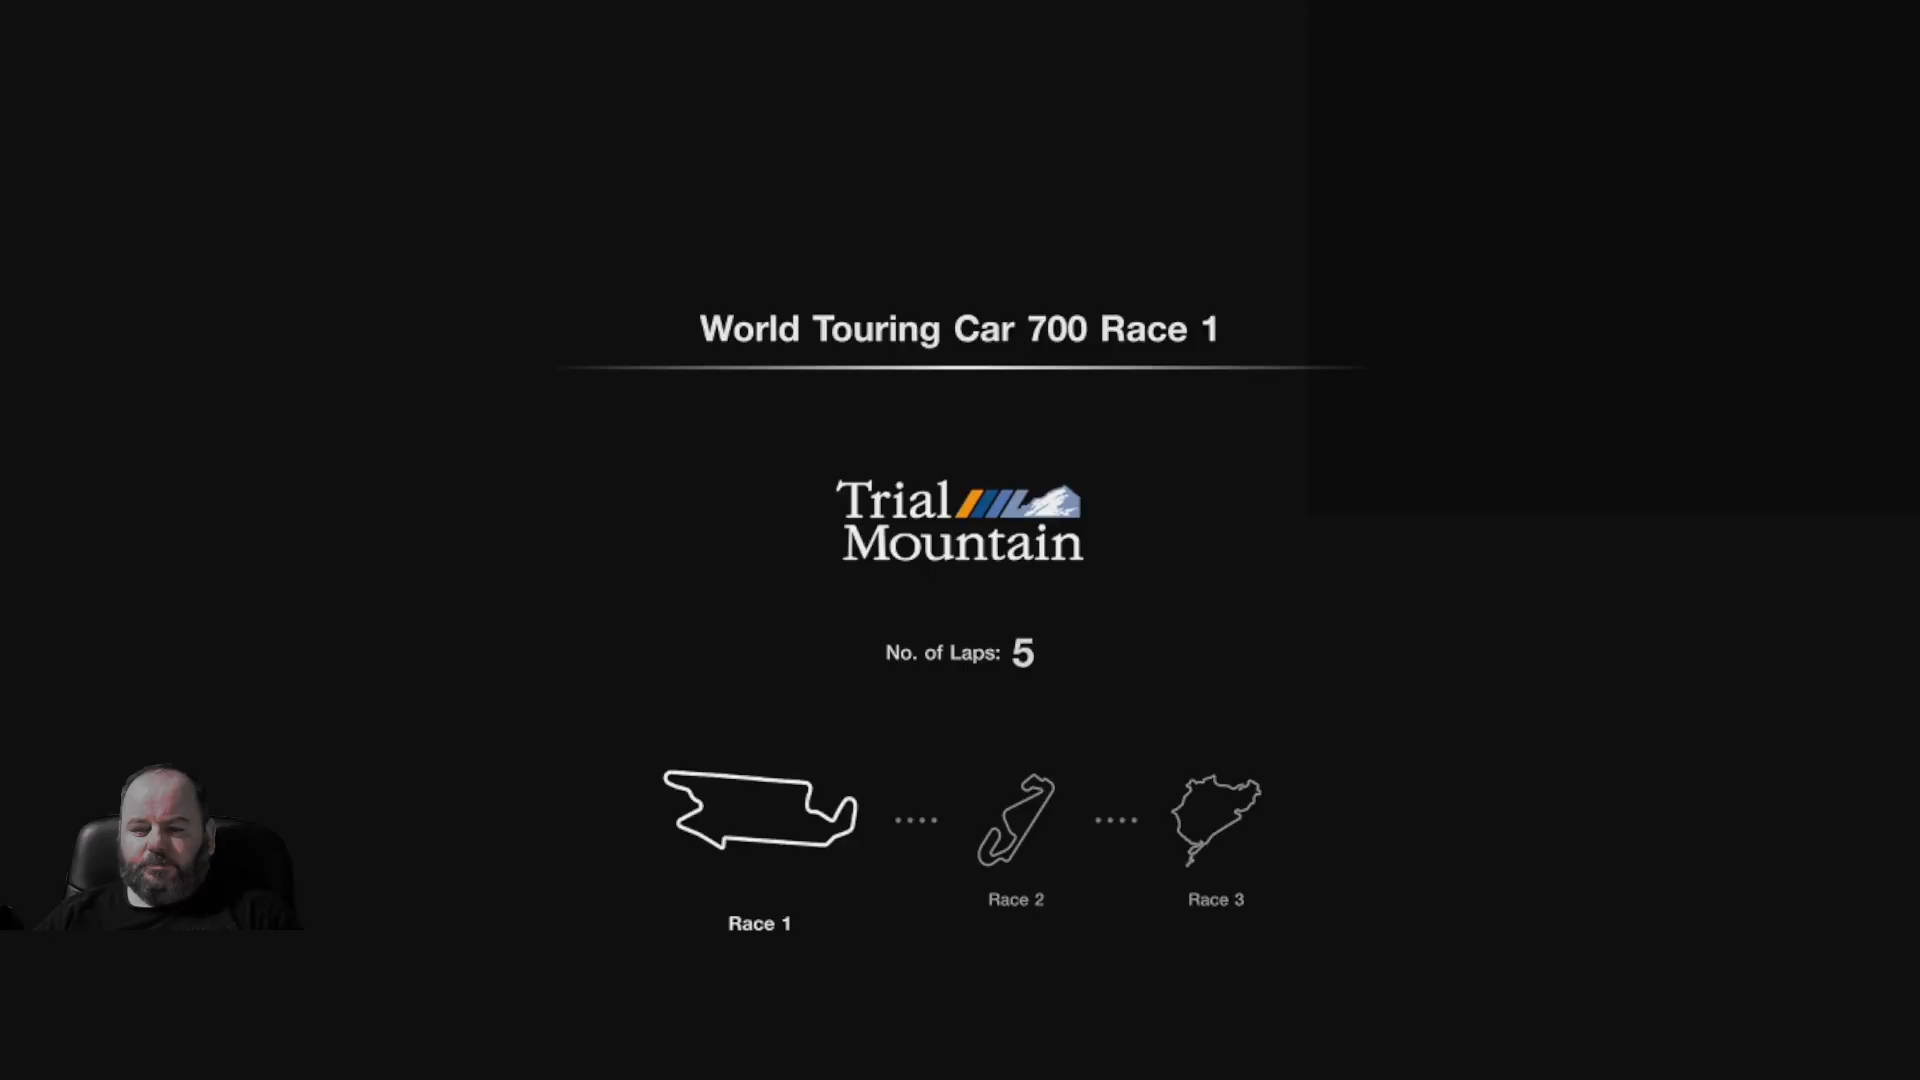 World Touring Car 700 Race 1
Trial
Mountain
No. of Laps: 5
Race 1
Race 2
Race 3